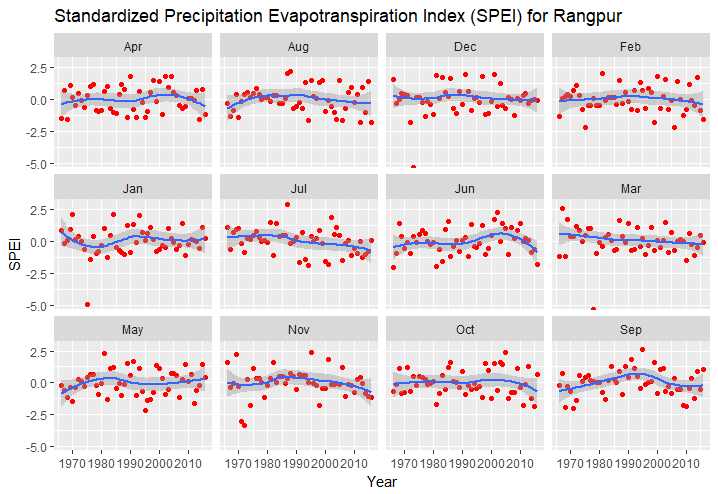 Standardized Precipitation Evapotranspiration Index (SPEI) for Rangpur
Apr Aug Dec Feb
2.5
0.0
-2.5
-5.0
Jan Jul Jun Mar
2.5
0.0
-2.5
-5.0
May Nov Oct Sep
2.5
0.0
-2.5
-5.0
SPEI
1970 1980 1990 2000 2010 1970 1980 1990 2000 2010 1970 1980 1990 2000 2010 1970 1980 1990 2000 2010
Year